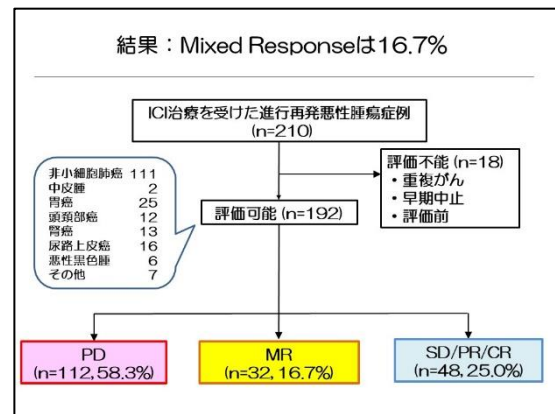 結果：Mixed Responseは16.7%
ICI治療を受けた進行再発悪性腫瘍症例
(n=210)
非小細胞肺癌 111
中皮腫 2
胃癌 25
頭頚部癌 12
腎癌 13
尿路上皮癌 16
悪性黒色腫 6
その他 7
評価不能 (n=18)
・重複がん
・早期中止
・評価前
評価可能 (n=192)
PD
(n=112, 58.3%)
MR
(n=32, 16.7%)
SD/PR/CR
(n=48, 25.0%)